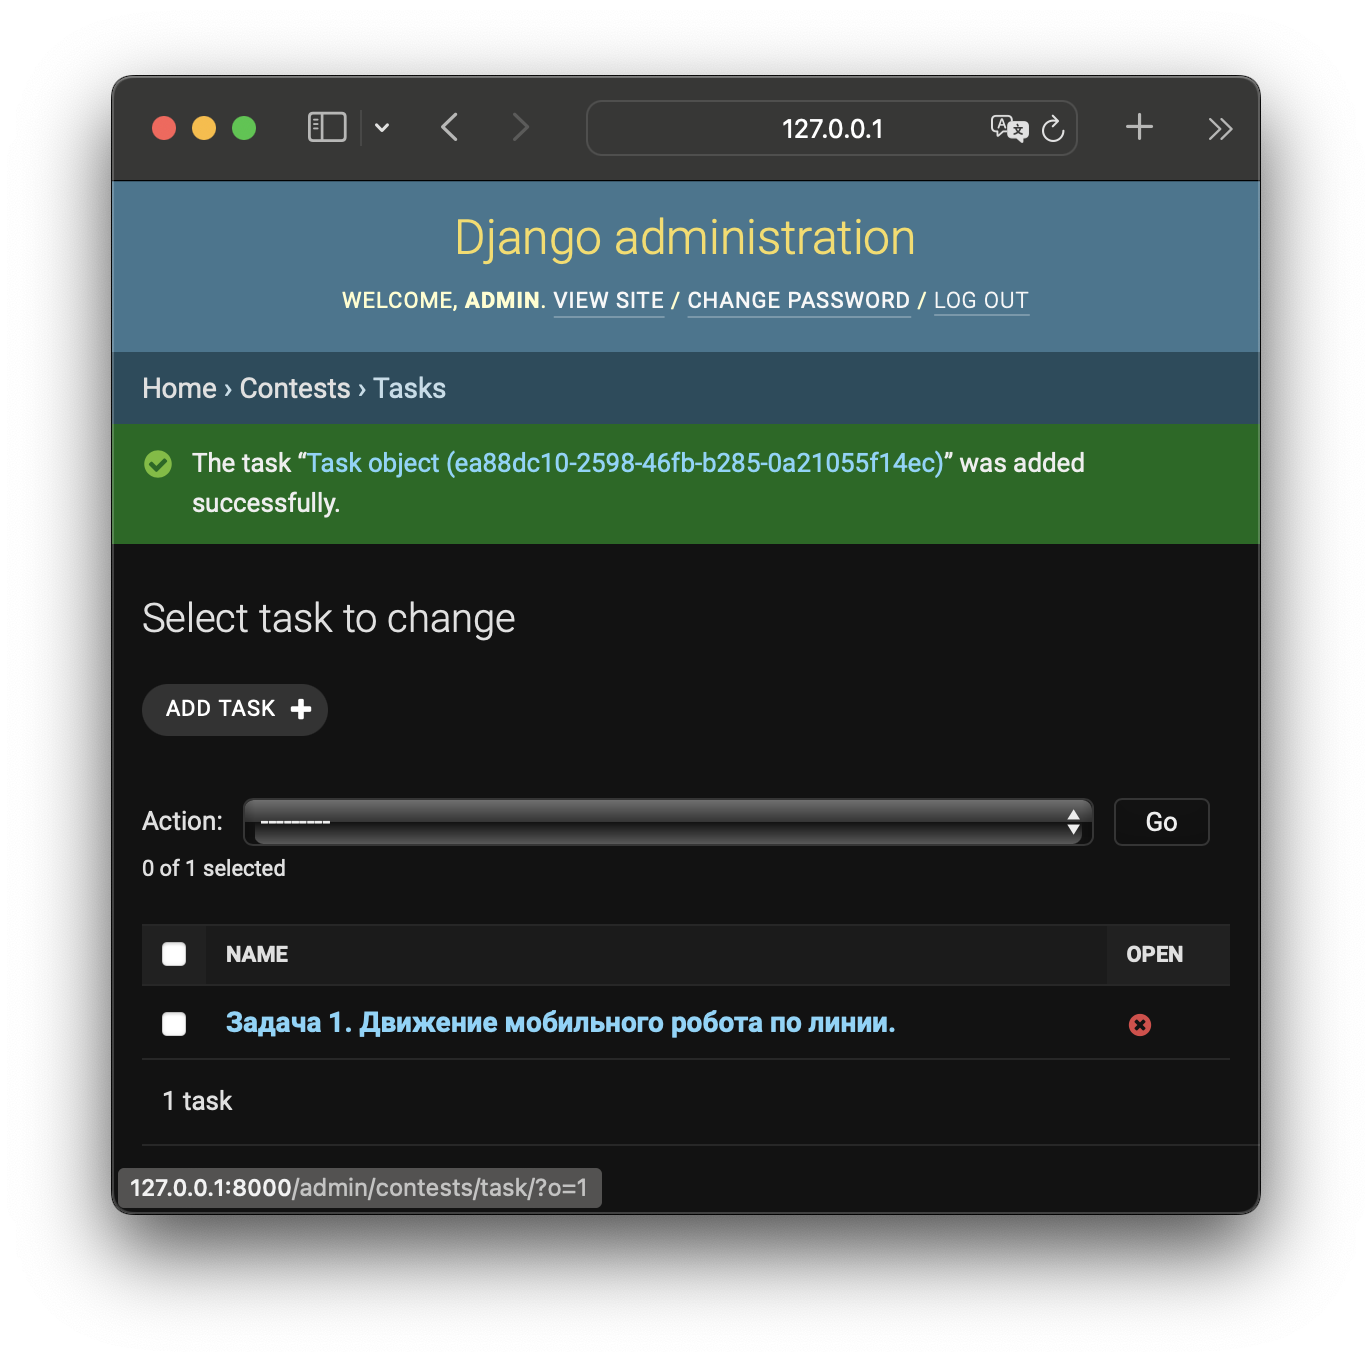 127.0.0.1
Django administration
WELCOME, ADMIN. VIEW SITE / CHANGE PASSWORD / LOG OUT
Home › Contests › Tasks
The task “Task object (ea88dc10-2598-46fb-b285-0a21055f14ec)” was added
successfully.
Select task to change
ADD TASK
Action: --------- Go
0 of 1 selected
NAME OPEN
Задача 1. Движение мобильного робота по линии.
1 task
127.0.0.1:8000/admin/contests/task/?o=1